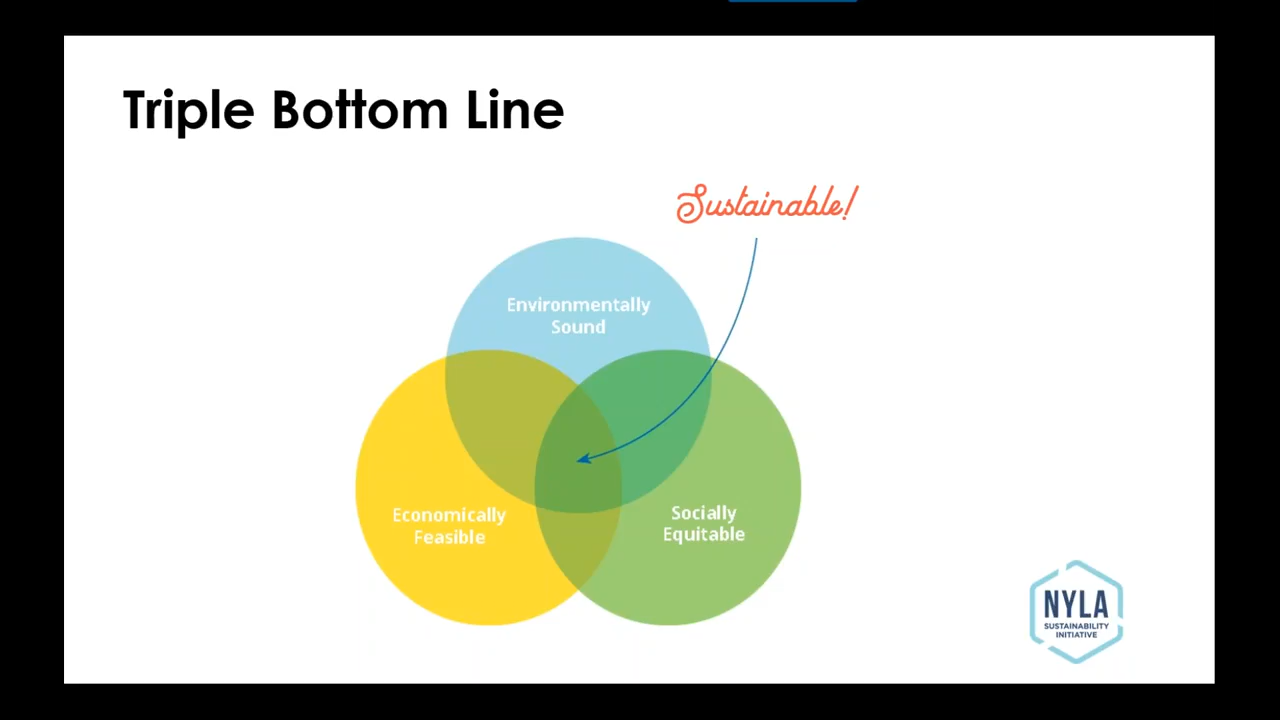 Triple Bottom Line
Sustainable!
Environmentally
Sound
Economically
Feasible
Socially
Equitable
NYLA
SUSTAINABILITY
INITIATIVE